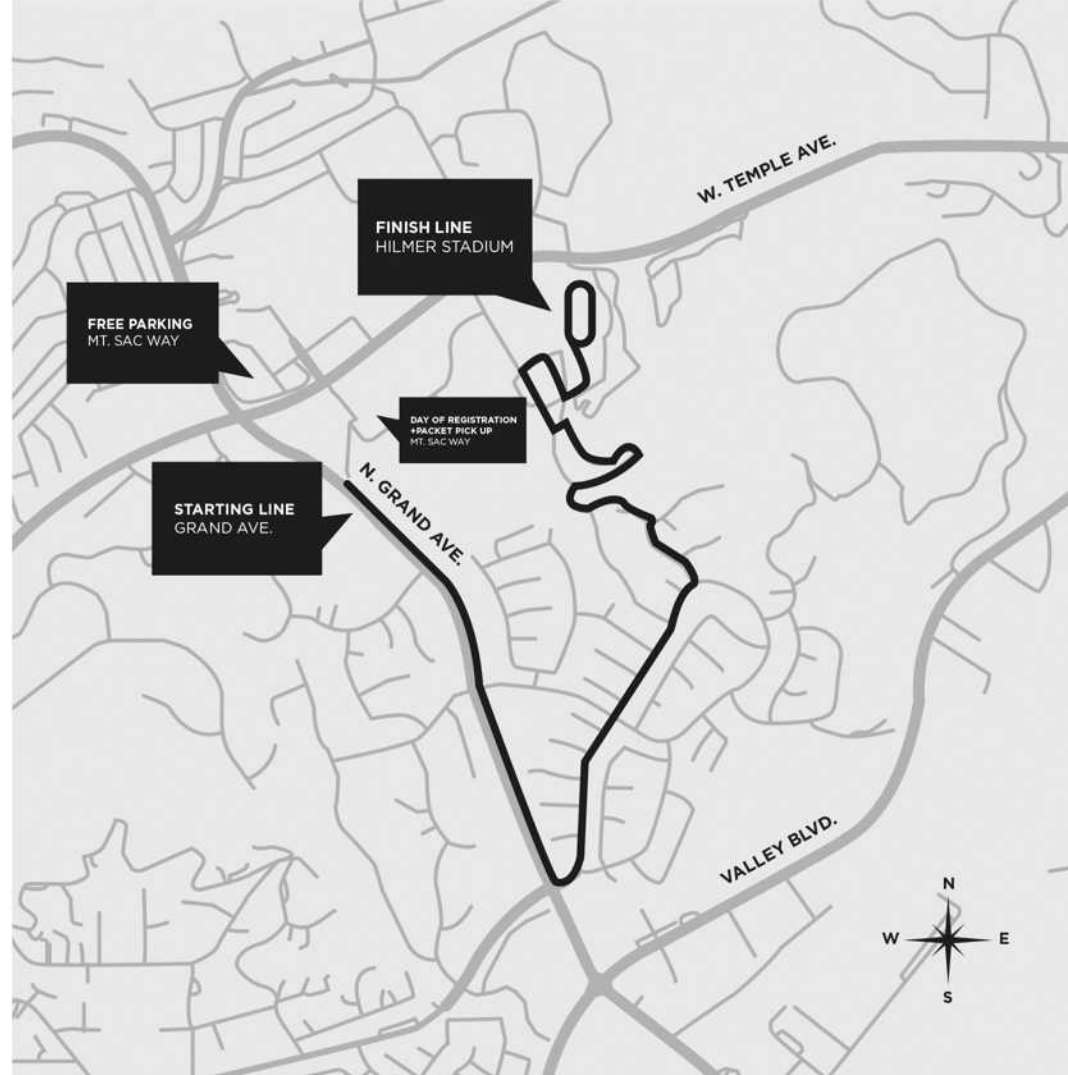 W. TEMPLE AVE.
FINISH LINE
HILMER STADIUM
FREE PARKING
MT. SAC WAY
DAY OF REGISTRATION
+PACKET PICK UP
MT. SAC WAY
N. GRAND AVE.
STARTING LINE
GRAND AVE.
VALLEY BLVD.
N
W
E
S